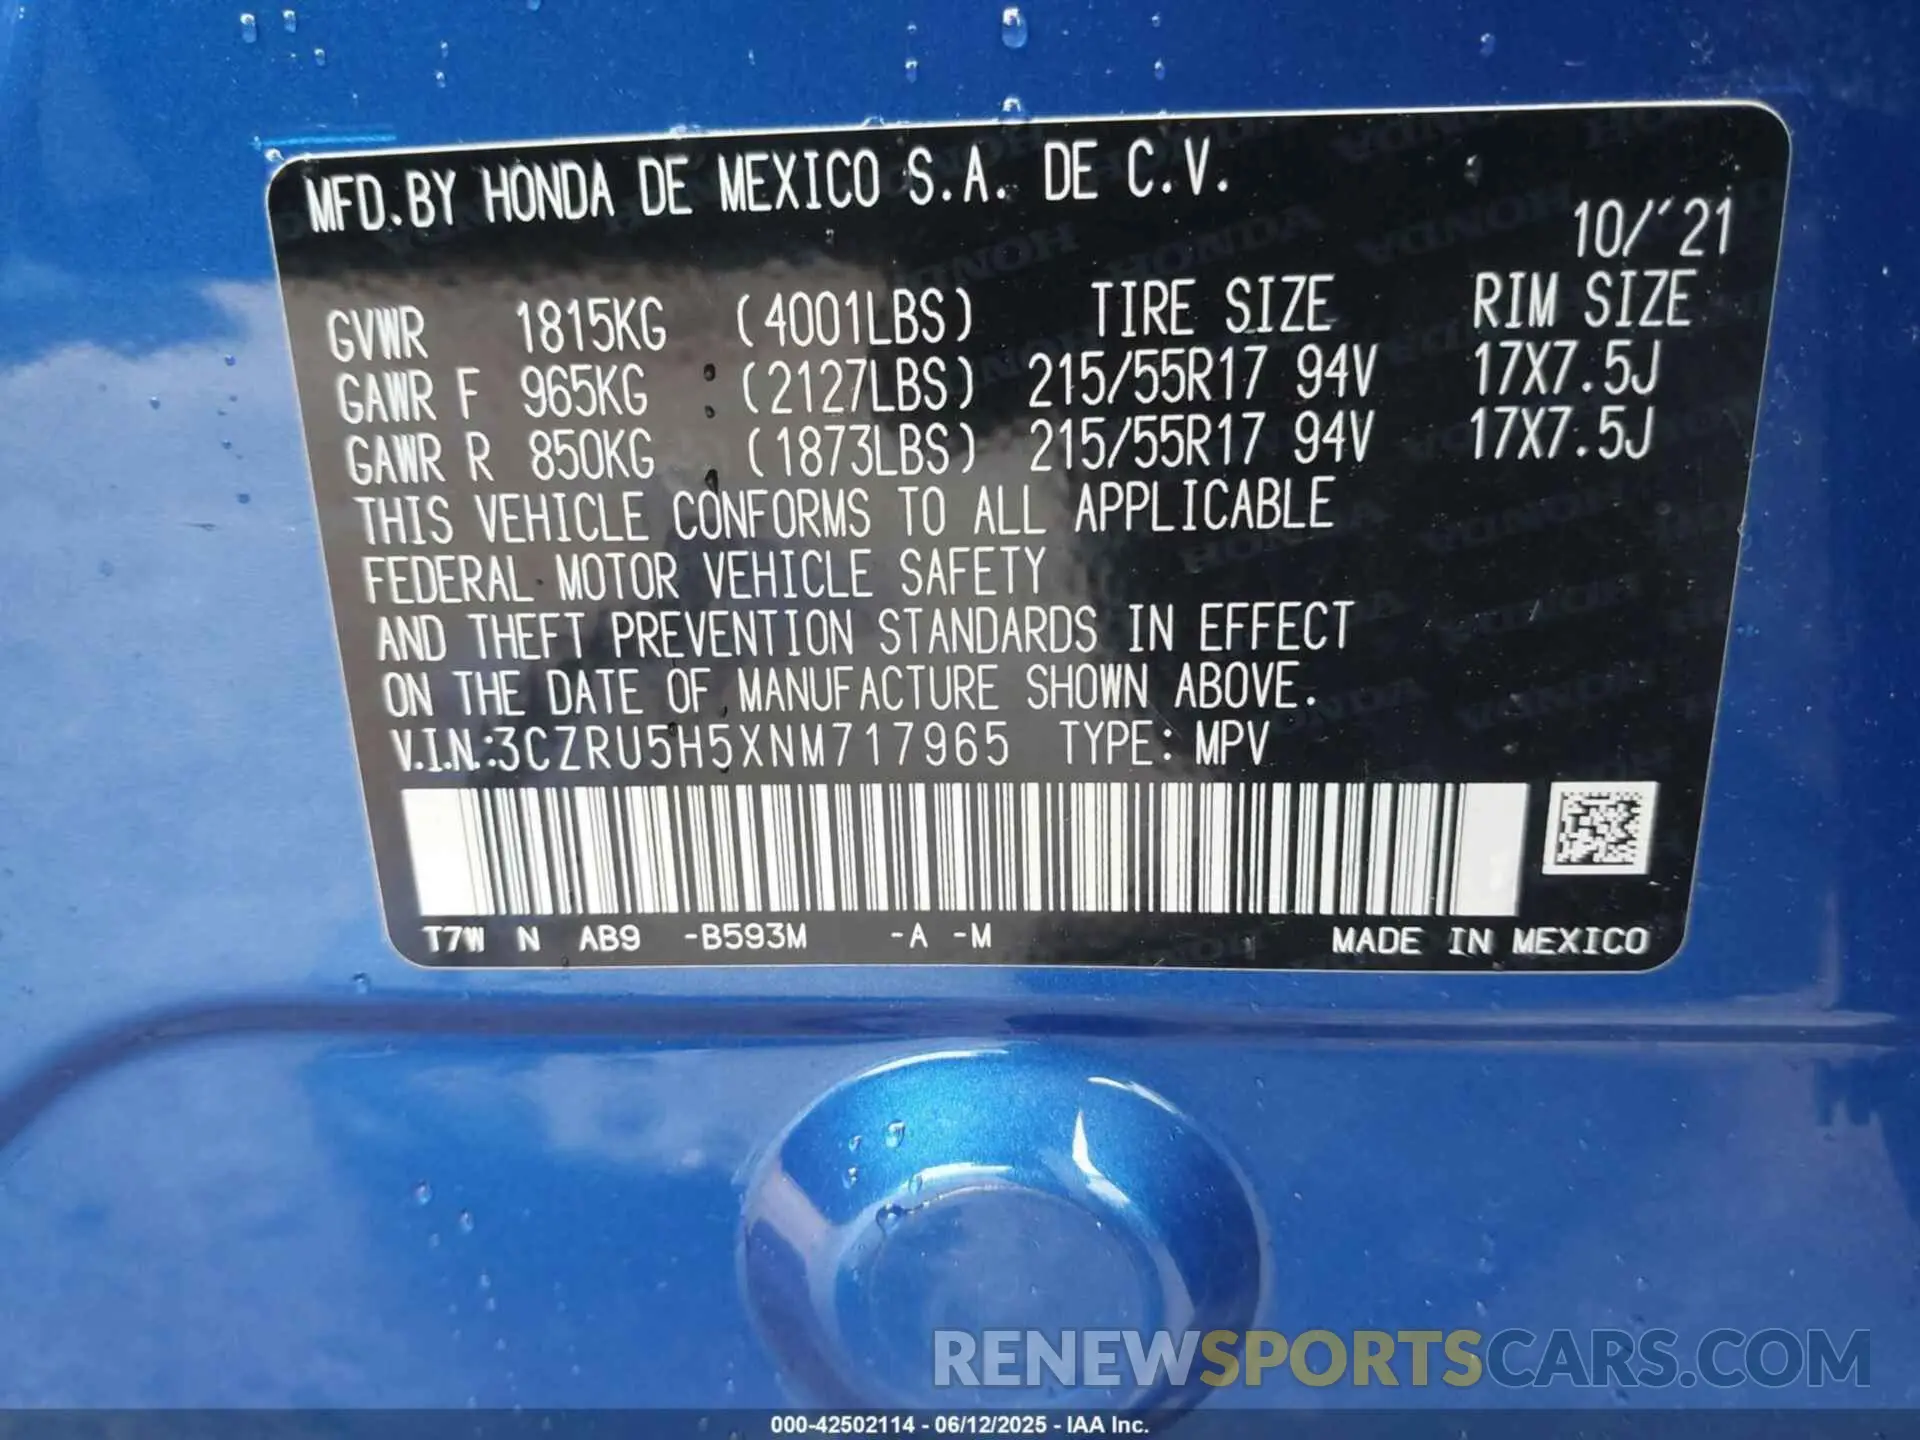 MFD.BY HONDA DE MEXICO S.A. DE C.V.
10/'21
GVWR 1815KG (4001LBS) TIRE SIZE RIM SIZE
GAWR F 965KG (2127LBS) 215/55R17 94V 17X7.5J
GAWR R 850KG (1873LBS) 215/55R17 94V 17X7.5J
THIS VEHICLE CONFORMS TO ALL APPLICABLE
FEDERAL MOTOR VEHICLE SAFETY
AND THEFT PREVENTION STANDARDS IN EFFECT
ON THE DATE OF MANUFACTURE SHOWN ABOVE.
V.I.N.:3CZRU5H5XNM717965 TYPE: MPV
T7W N AB9 -B593M -A -M MADE IN MEXICO
RENEWSPORTSCARS.COM
000-42502114 - 06/12/2025 - IAA Inc.